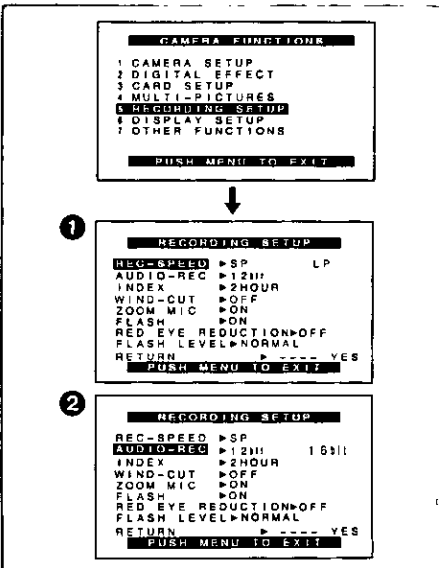 CAMERA FUNCTIONS
1 CAMERA SETUP
2 DIGITAL EFFECT
3 CARD SETUP
4 MULTI-PICTURES
5 RECORDING SETUP
6 DISPLAY SETUP
7 OTHER FUNCTIONS
PUSH MENU TO EXIT
1
RECORDING SETUP
REC-SPEED ▶SP LP
AUDIO-REC ▶12bit
INDEX ▶2HOUR
WIND-CUT ▶OFF
ZOOM MIC ▶ON
FLASH ▶ON
RED EYE REDUCTION▶OFF
FLASH LEVEL▶NORMAL
RETURN ▶ ---- YES
PUSH MENU TO EXIT
2
RECORDING SETUP
REC-SPEED ▶SP
AUDIO-REC ▶12bit 16bit
INDEX ▶2HOUR
WIND-CUT ▶OFF
ZOOM MIC ▶ON
FLASH ▶ON
RED EYE REDUCTION▶OFF
FLASH LEVEL▶NORMAL
RETURN ▶ ---- YES
PUSH MENU TO EXIT